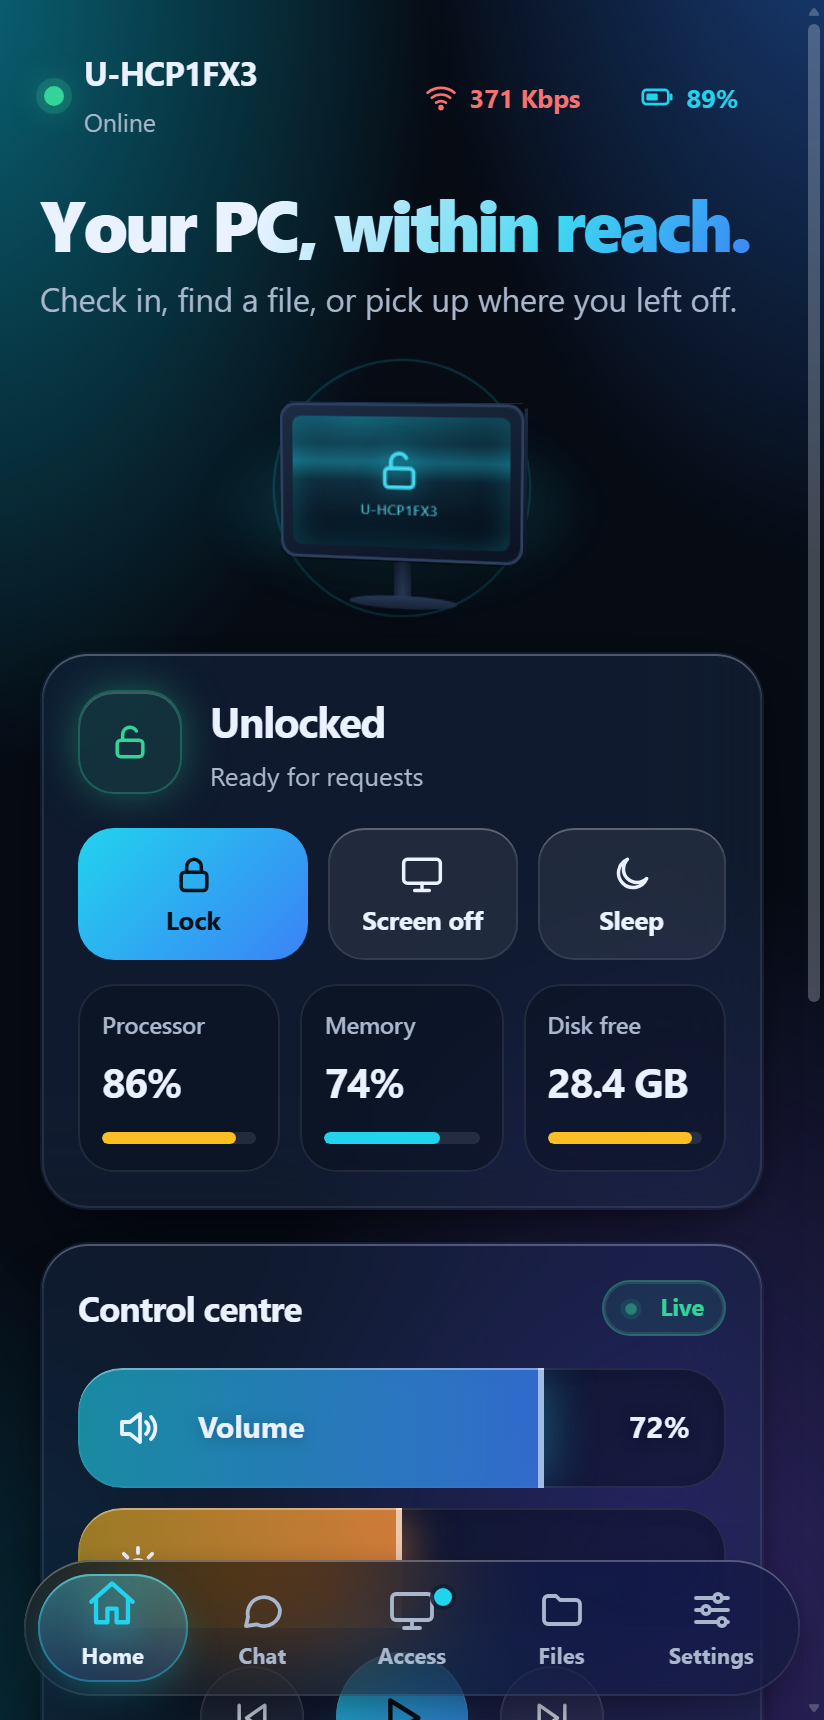 U-HCP1FX3
Online
371 Kbps
89%
Your PC, within reach.
Check in, find a file, or pick up where you left off.
U-HCP1FX3
Unlocked
Ready for requests
Lock
Screen off
Sleep
Processor
86%
Memory
74%
Disk free
28.4 GB
Control centre
Live
Volume
72%
Home
Chat
Access
Files
Settings